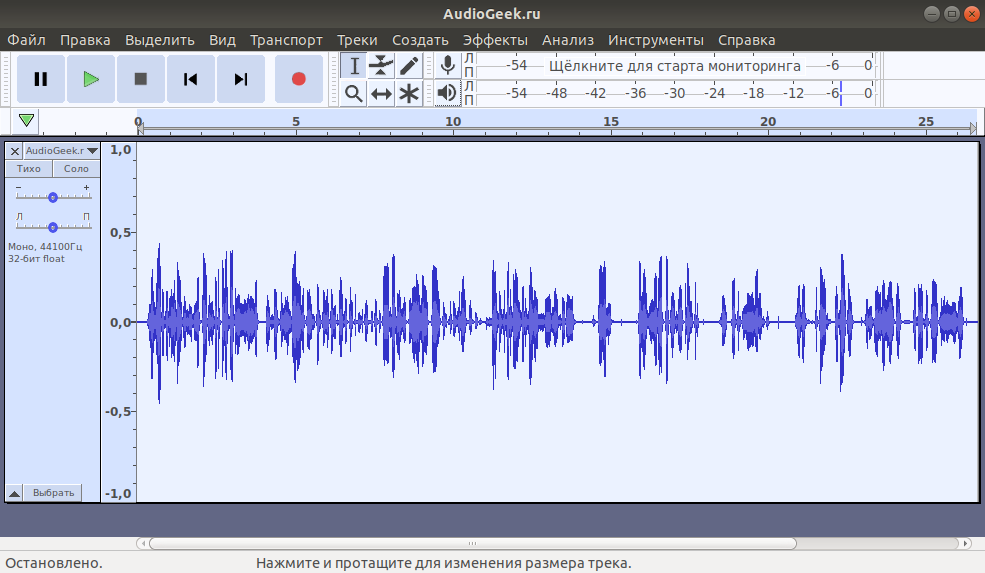 AudioGeek.ru
Файл Правка Выделить Вид Транспорт Треки Создать Эффекты Анализ Инструменты Справка
Л П -54 Щёлкните для старта мониторинга -6 0
Л П -54 -48 -42 -36 -30 -24 -18 -12 -6 0
0 5 10 15 20 25
AudioGeek.r
Тихо Соло
- +
Л П
Моно, 44100Гц
32-бит float
1,0
0,5
0,0
-0,5
-1,0
Выбрать
Остановлено. Нажмите и протащите для изменения размера трека.